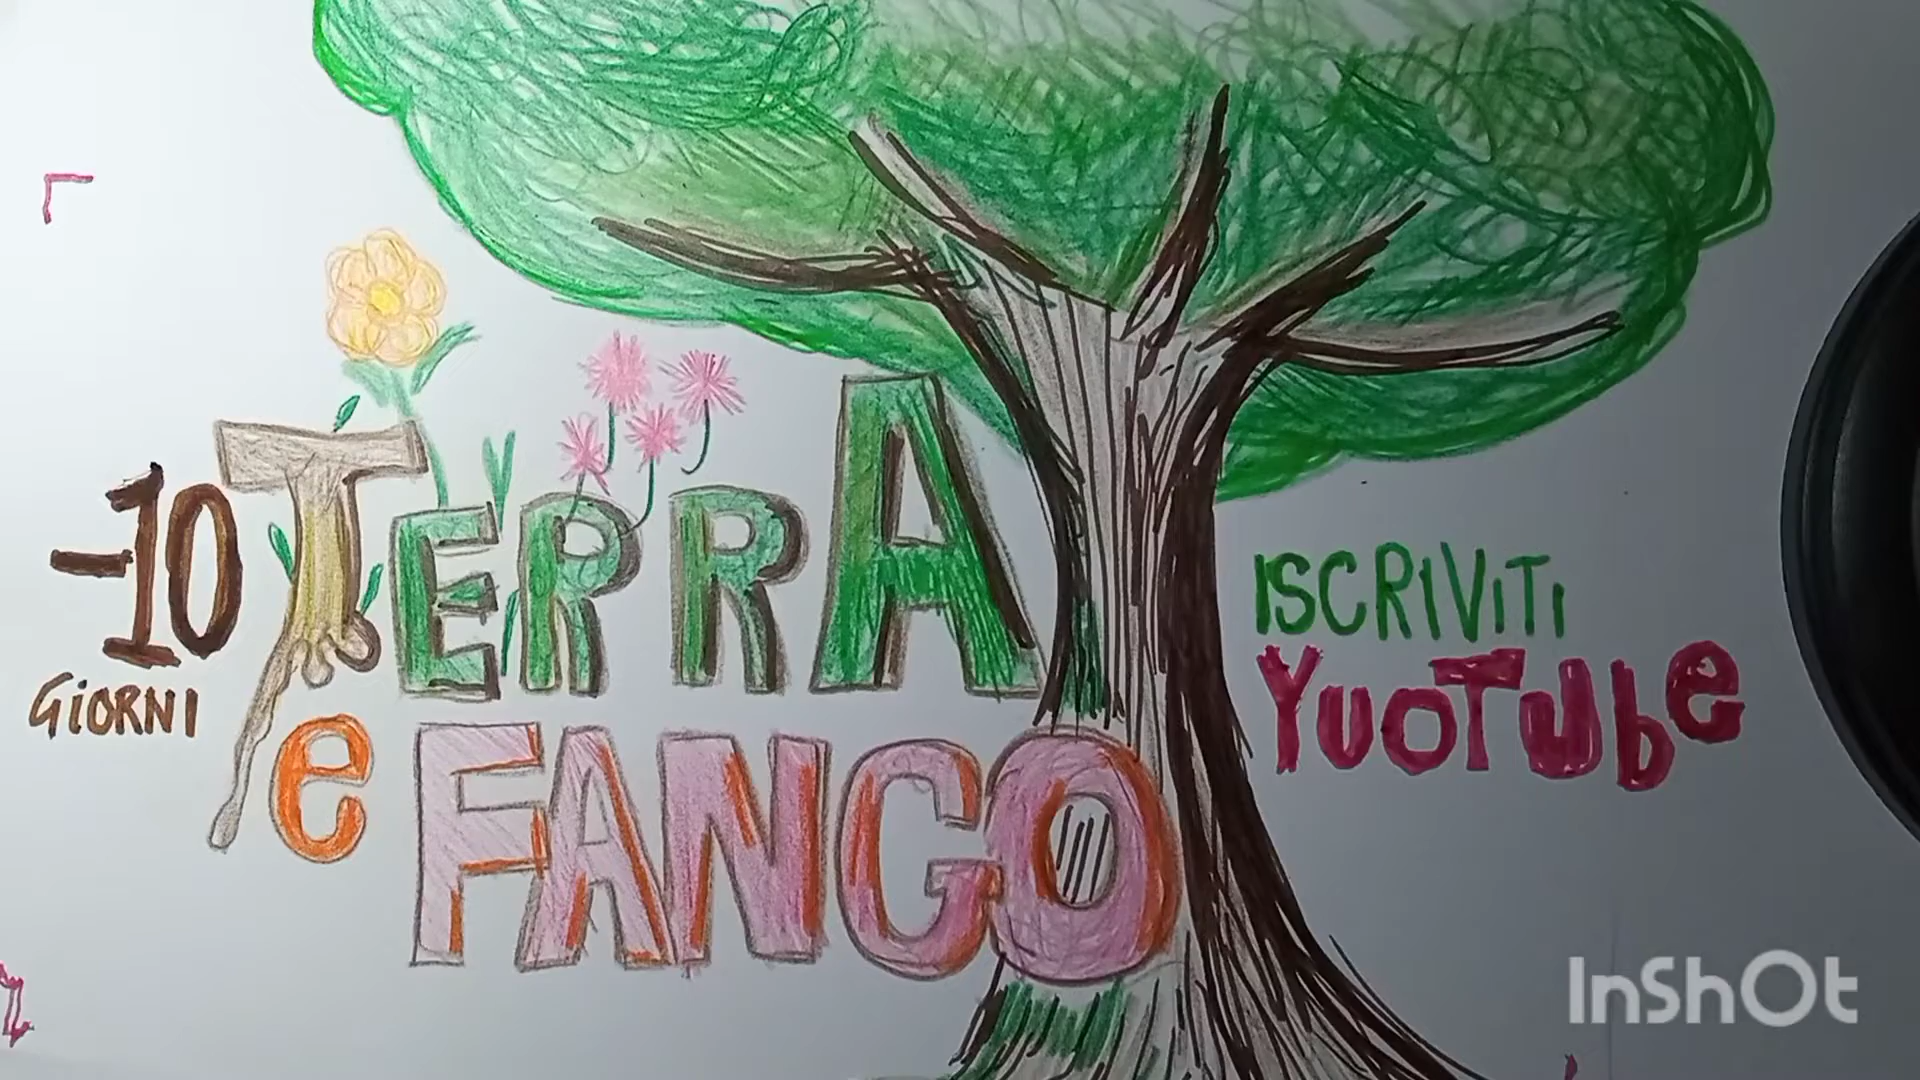 -10
GiORNI
TERRA
e FANGO
ISCRIViTi
YuoTube
InShOt